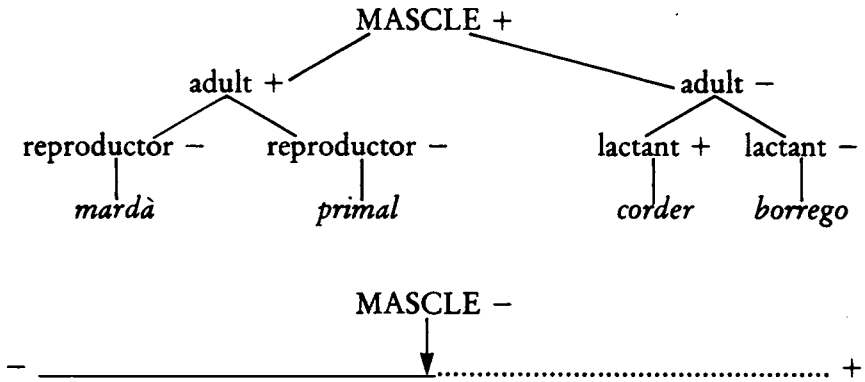 MASCLE +
adult + adult −
reproductor − reproductor − lactant + lactant −
mardà primal corder borrego
MASCLE −
− +